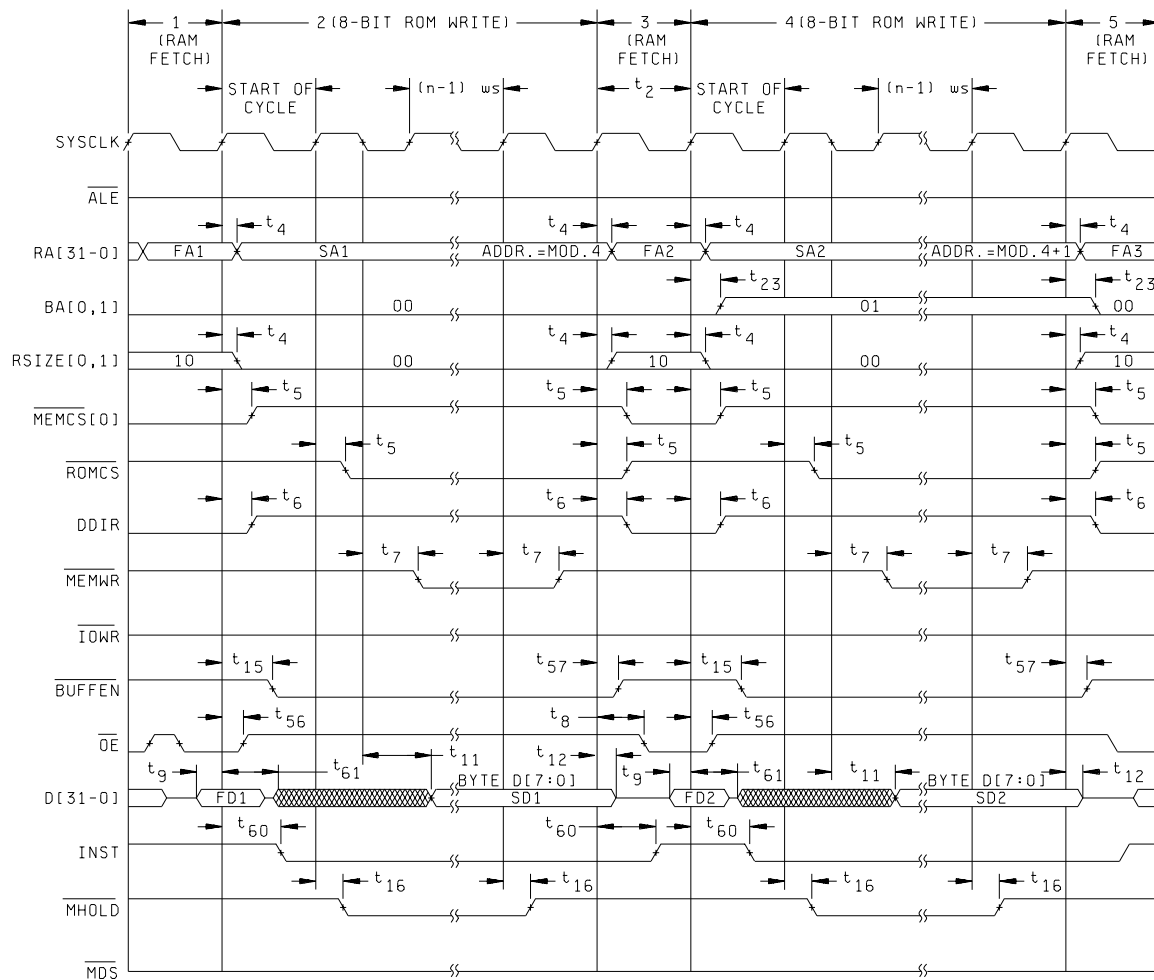 1 2(8-BIT ROM WRITE) 3 4(8-BIT ROM WRITE) 5
(RAM FETCH) (RAM FETCH) (RAM FETCH)
START OF CYCLE (n-1) ws t2 START OF CYCLE (n-1) ws
SYSCLK
ALE
t4 t4 t4 t4
RA[31-0] FA1 SA1 ADDR.=MOD.4 FA2 SA2 ADDR.=MOD.4+1 FA3
t23 t23
BA[0,1] 00 01 00
t4 t4 t4 t4
RSIZE[0,1] 10 00 10 00 10
t5 t5 t5 t5
MEMCS[0]
t5 t5 t5 t5
ROMCS
t6 t6 t6 t6
DDIR
t7 t7 t7 t7
MEMWR
IOWR
t15 t57 t15 t57
BUFFEN
t56 t8 t56
OE
t9 t61 t11 t12 t9 t61 t11 t12
BYTE D[7:0] BYTE D[7:0]
D[31-0] FD1 SD1 FD2 SD2
t60 t60 t60
INST
t16 t16 t16 t16
MHOLD
MDS